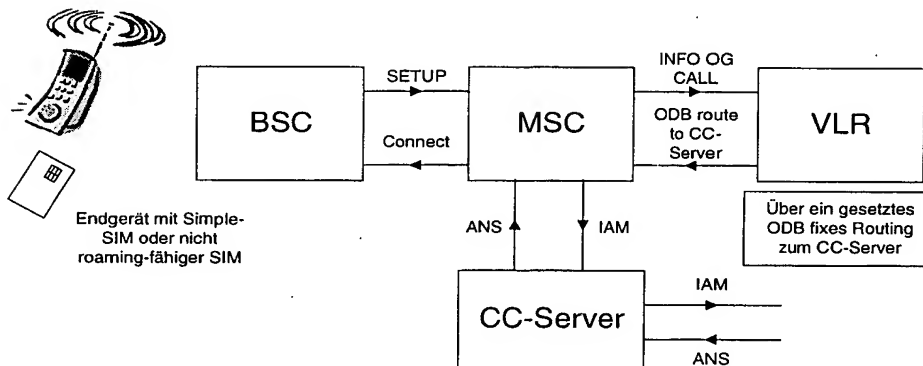 SETUP
INFO OG
CALL
BSC
MSC
VLR
Connect
ODB route
to CC-
Server
Endgerät mit Simple-
SIM oder nicht
roaming-fähiger SIM
ANS
IAM
Über ein gesetztes
ODB fixes Routing
zum CC-Server
CC-Server
IAM
ANS